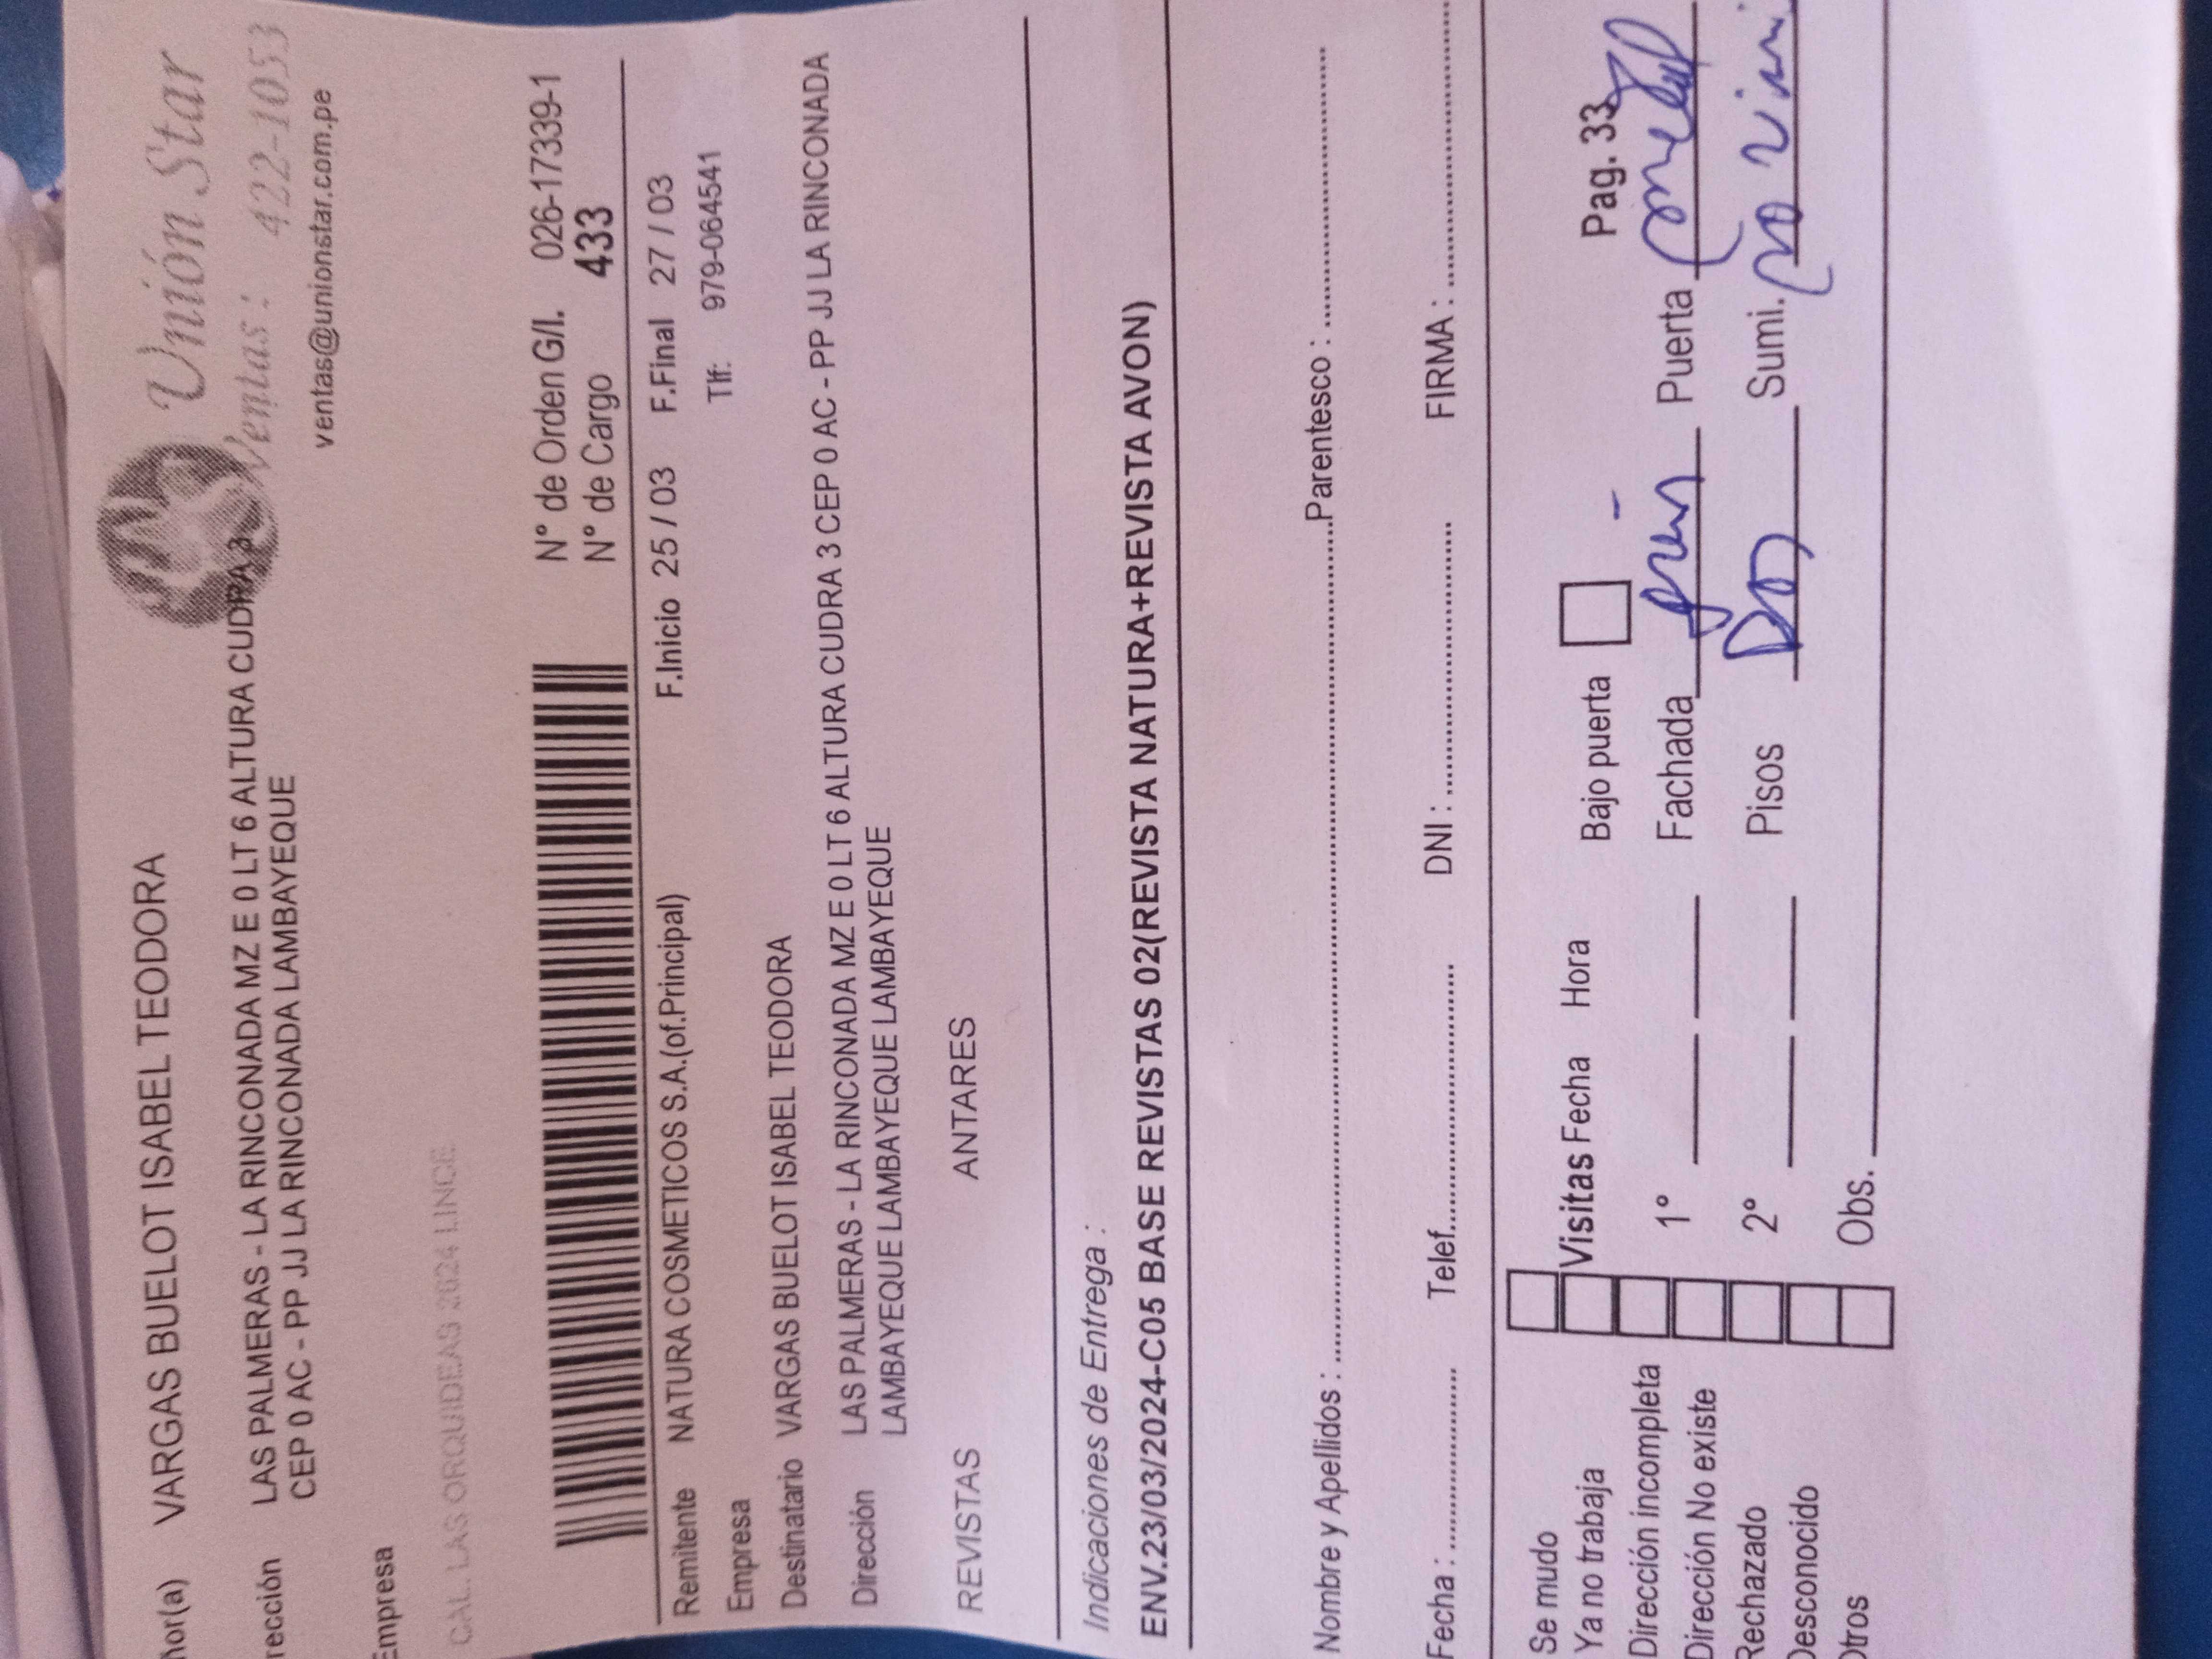 Unión Star
Ventas: 422-1053
ventas@unionstar.com.pe
hor(a) VARGAS BUELOT ISABEL TEODORA
rección LAS PALMERAS - LA RINCONADA MZ E 0 LT 6 ALTURA CUDRA 3
CEP 0 AC - PP JJ LA RINCONADA LAMBAYEQUE
Empresa
CAL. LAS ORQUIDEAS 2624 LINCE
N° de Orden G/I. 026-17339-1
N° de Cargo 433
Remitente NATURA COSMETICOS S.A.(of.Principal) F.Inicio 25 / 03 F.Final 27 / 03
Empresa Tlf: 979-064541
Destinatario VARGAS BUELOT ISABEL TEODORA
Dirección LAS PALMERAS - LA RINCONADA MZ E 0 LT 6 ALTURA CUDRA 3 CEP 0 AC - PP JJ LA RINCONADA
LAMBAYEQUE LAMBAYEQUE LAMBAYEQUE
REVISTAS ANTARES
Indicaciones de Entrega :
ENV.23/03/2024-C05 BASE REVISTAS 02(REVISTA NATURA+REVISTA AVON)
Nombre y Apellidos : Parentesco :
Fecha : Telef. DNI : FIRMA :
Se mudo
Ya no trabaja Visitas Fecha Hora Bajo puerta Pag. 33
Dirección incompleta
Dirección No existe 1° Fachada Puerta
Rechazado 2° Pisos Sumi. no
Desconocido
Otros Obs.